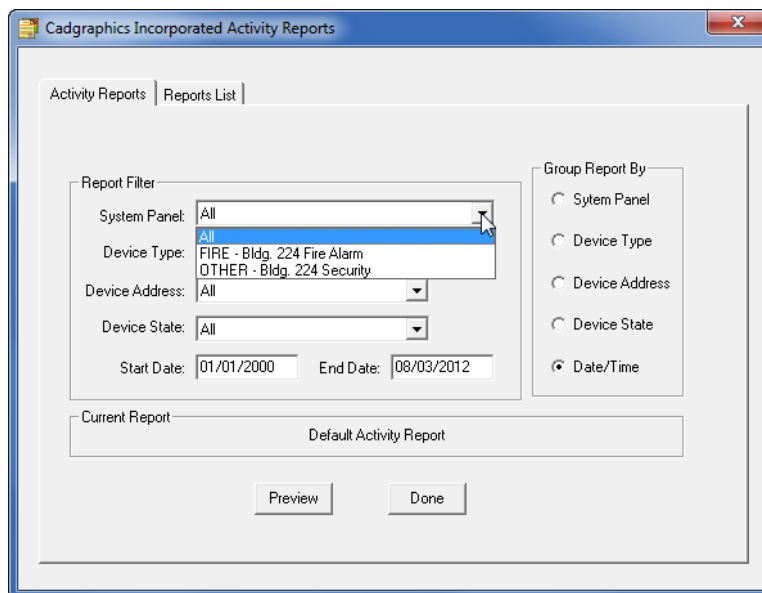 Cadgraphics Incorporated Activity Reports
Activity Reports Reports List
Report Filter
System Panel: All
All
FIRE - Bldg. 224 Fire Alarm
OTHER - Bldg. 224 Security
Device Type:
Device Address: All
Device State: All
Start Date: 01/01/2000 End Date: 08/03/2012
Group Report By
Sytem Panel
Device Type
Device Address
Device State
Date/Time
Current Report
Default Activity Report
Preview Done